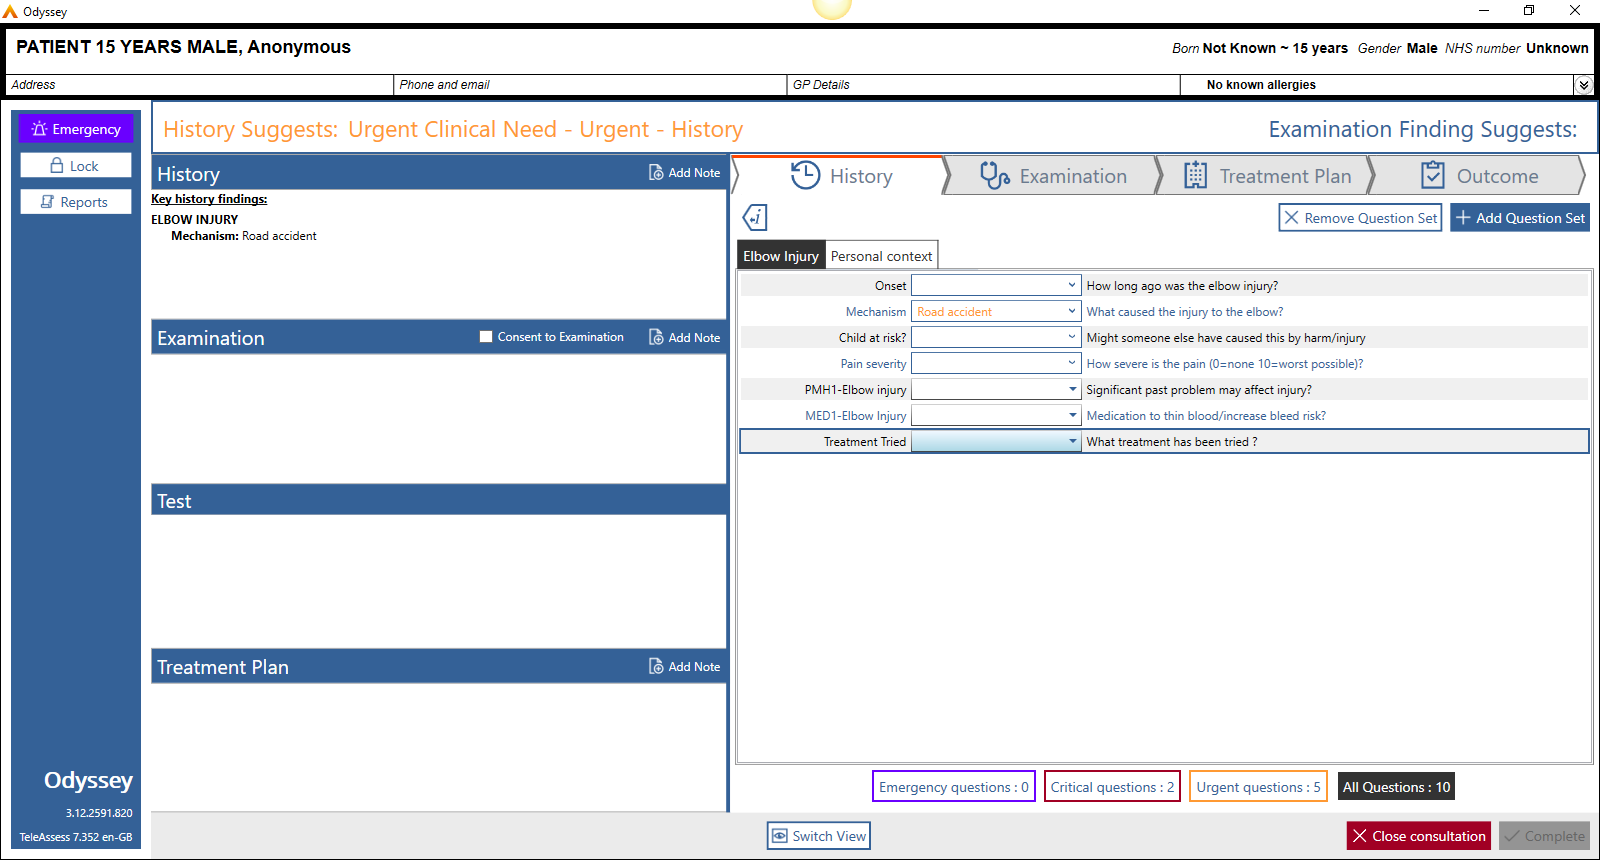 Odyssey
PATIENT 15 YEARS MALE, Anonymous
Born Not Known ~ 15 years Gender Male NHS number Unknown
Address
Phone and email
GP Details
No known allergies
Emergency
Lock
Reports
History Suggests: Urgent Clinical Need - Urgent - History
Examination Finding Suggests:
History
Add Note
Key history findings:
ELBOW INJURY
Mechanism: Road accident
Examination
Consent to Examination
Add Note
Test
Treatment Plan
Add Note
History
Examination
Treatment Plan
Outcome
Remove Question Set
Add Question Set
Elbow Injury
Personal context
Onset How long ago was the elbow injury?
Mechanism Road accident What caused the injury to the elbow?
Child at risk? Might someone else have caused this by harm/injury
Pain severity How severe is the pain (0=none 10=worst possible)?
PMH1-Elbow injury Significant past problem may affect injury?
MED1-Elbow Injury Medication to thin blood/increase bleed risk?
Treatment Tried What treatment has been tried ?
Emergency questions : 0
Critical questions : 2
Urgent questions : 5
All Questions : 10
Odyssey
3.12.2591.820
TeleAssess 7.352 en-GB
Switch View
Close consultation
Complete